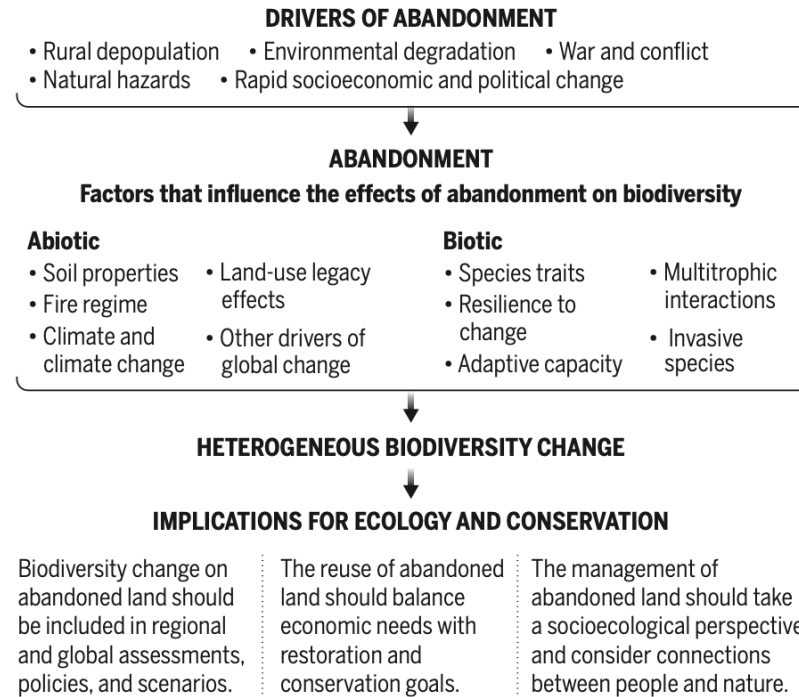 DRIVERS OF ABANDONMENT
• Rural depopulation • Environmental degradation • War and conflict
• Natural hazards • Rapid socioeconomic and political change
ABANDONMENT
Factors that influence the effects of abandonment on biodiversity
Abiotic
• Soil properties
• Fire regime
• Climate and
climate change
• Land-use legacy
effects
• Other drivers of
global change
Biotic
• Species traits
• Resilience to
change
• Adaptive capacity
• Multitrophic
interactions
• Invasive
species
HETEROGENEOUS BIODIVERSITY CHANGE
IMPLICATIONS FOR ECOLOGY AND CONSERVATION
Biodiversity change on
abandoned land should
be included in regional
and global assessments,
policies, and scenarios.
The reuse of abandoned
land should balance
economic needs with
restoration and
conservation goals.
The management of
abandoned land should take
a socioecological perspective
and consider connections
between people and nature.